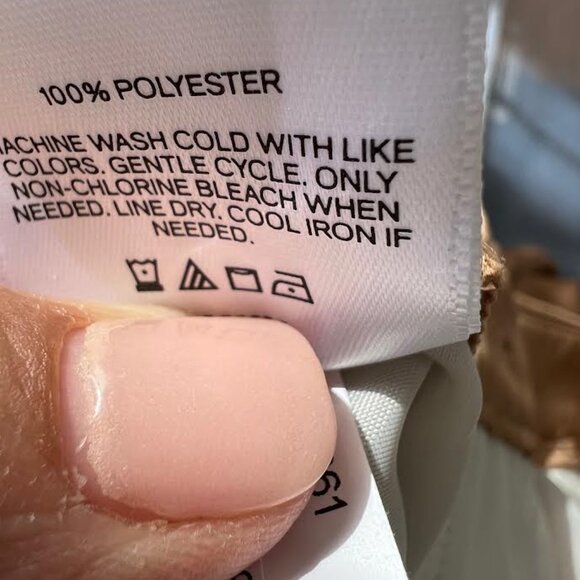 100% POLYESTER
ACHINE WASH COLD WITH LIKE
COLORS. GENTLE CYCLE. ONLY
NON-CHLORINE BLEACH WHEN
NEEDED. LINE DRY. COOL IRON IF
NEEDED.
61